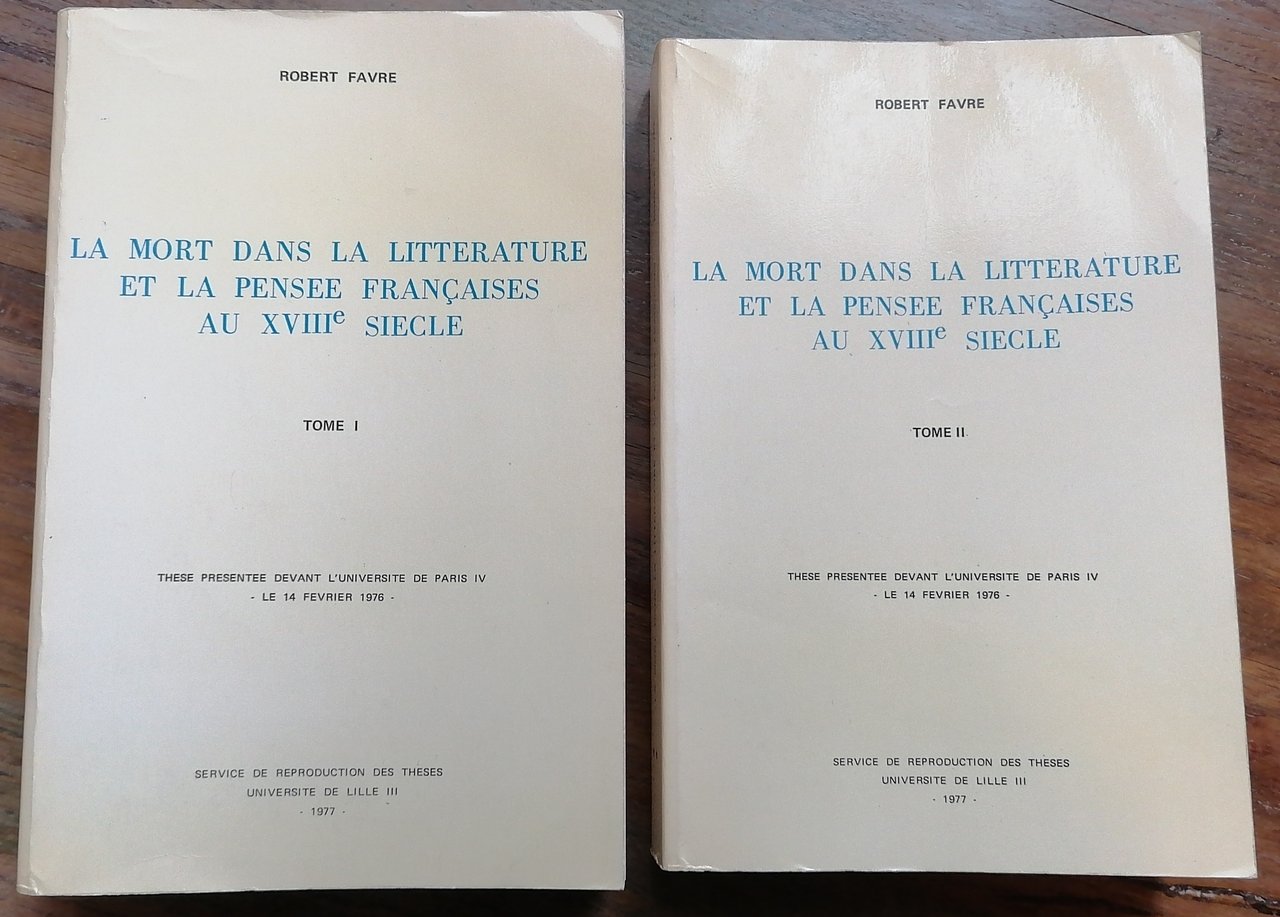 ROBERT FAVRE
LA MORT DANS LA LITTERATURE
ET LA PENSEE FRANÇAISES
AU XVIIIe SIECLE
TOME I
THESE PRESENTEE DEVANT L'UNIVERSITE DE PARIS IV
- LE 14 FEVRIER 1976 -
SERVICE DE REPRODUCTION DES THESES
UNIVERSITE DE LILLE III
- 1977 -
ROBERT FAVRE
LA MORT DANS LA LITTERATURE
ET LA PENSEE FRANÇAISES
AU XVIIIe SIECLE
TOME II
THESE PRESENTEE DEVANT L'UNIVERSITE DE PARIS IV
- LE 14 FEVRIER 1976 -
SERVICE DE REPRODUCTION DES THESES
UNIVERSITE DE LILLE III
- 1977 -